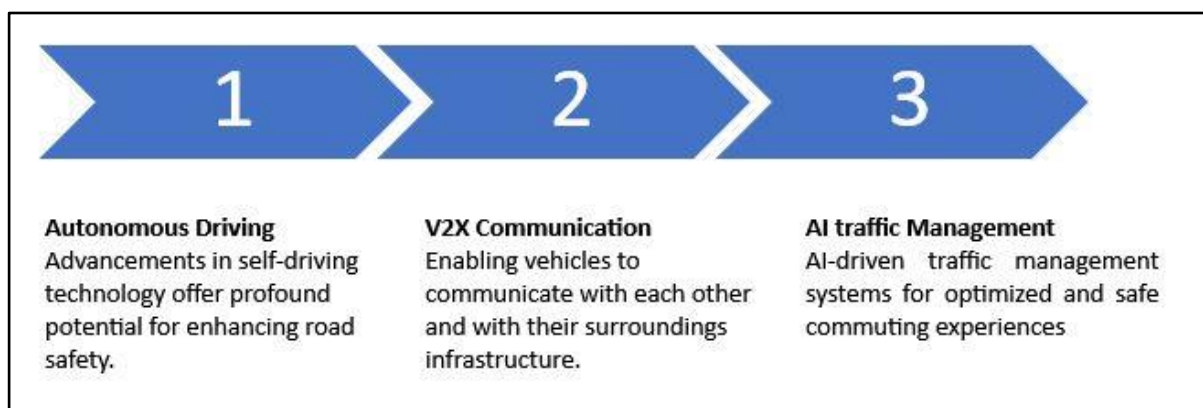 1
2
3
Autonomous Driving
Advancements in self-driving
technology offer profound
potential for enhancing road
safety.
V2X Communication
Enabling vehicles to
communicate with each other
and with their surroundings
infrastructure.
AI traffic Management
AI-driven traffic management
systems for optimized and safe
commuting experiences